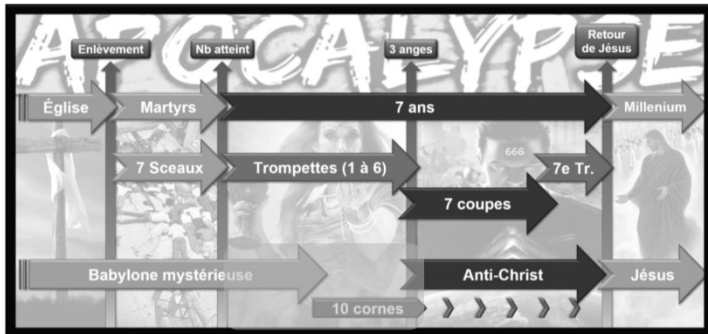 APOCALYPSE
Enlèvement
Nb atteint
3 anges
Retour
de Jésus
Église
Martyrs
7 ans
Millenium
7 Sceaux
Trompettes (1 à 6)
666
7e Tr.
7 coupes
Babylone mystérieuse
Anti-Christ
Jésus
10 cornes